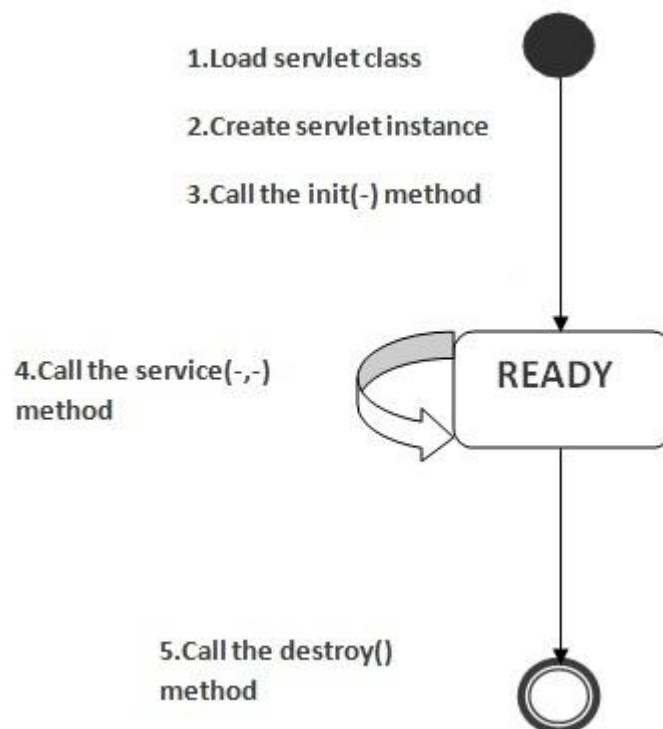 1.Load servlet class
2.Create servlet instance
3.Call the init(-) method
4.Call the service(-,-)
method
READY
5.Call the destroy()
method